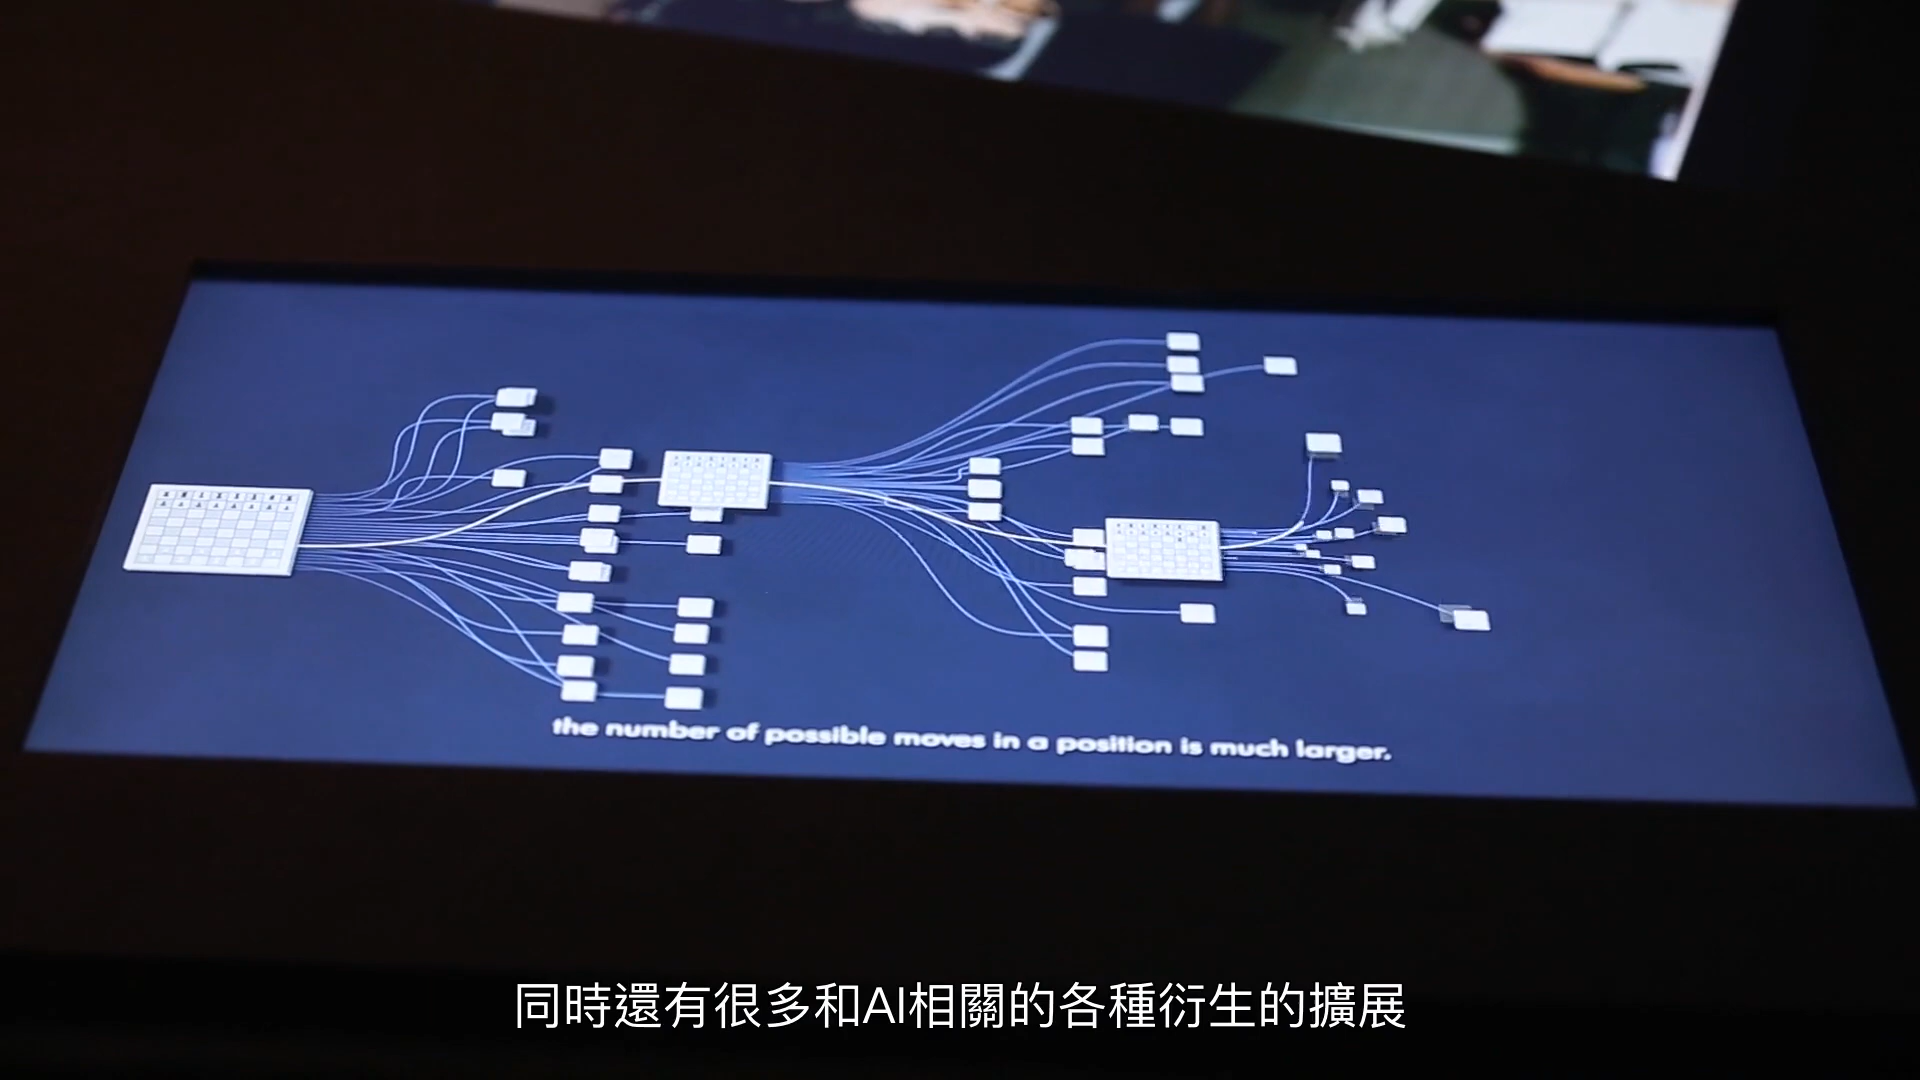 the number of possible moves in a position is much larger.
同時還有很多和AI相關的各種衍生的擴展